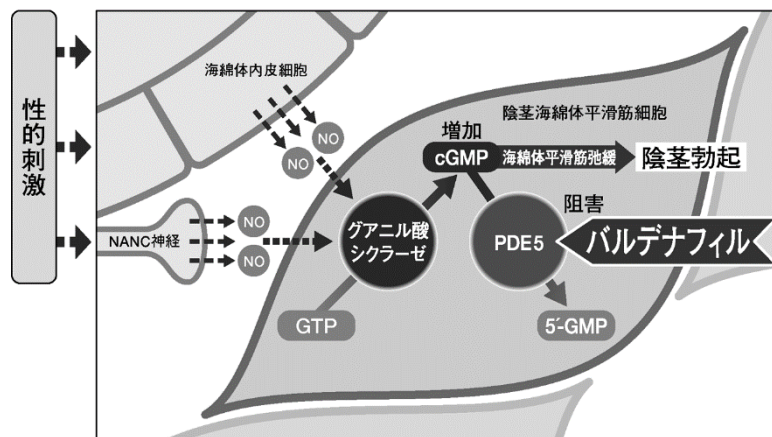 性的刺激
海綿体内皮細胞
NO
NO
NANC神経
NO
NO
陰茎海綿体平滑筋細胞
増加
cGMP
海綿体平滑筋弛緩
陰茎勃起
グアニル酸
シクラーゼ
PDE5
阻害
バルデナフィル
GTP
5´-GMP